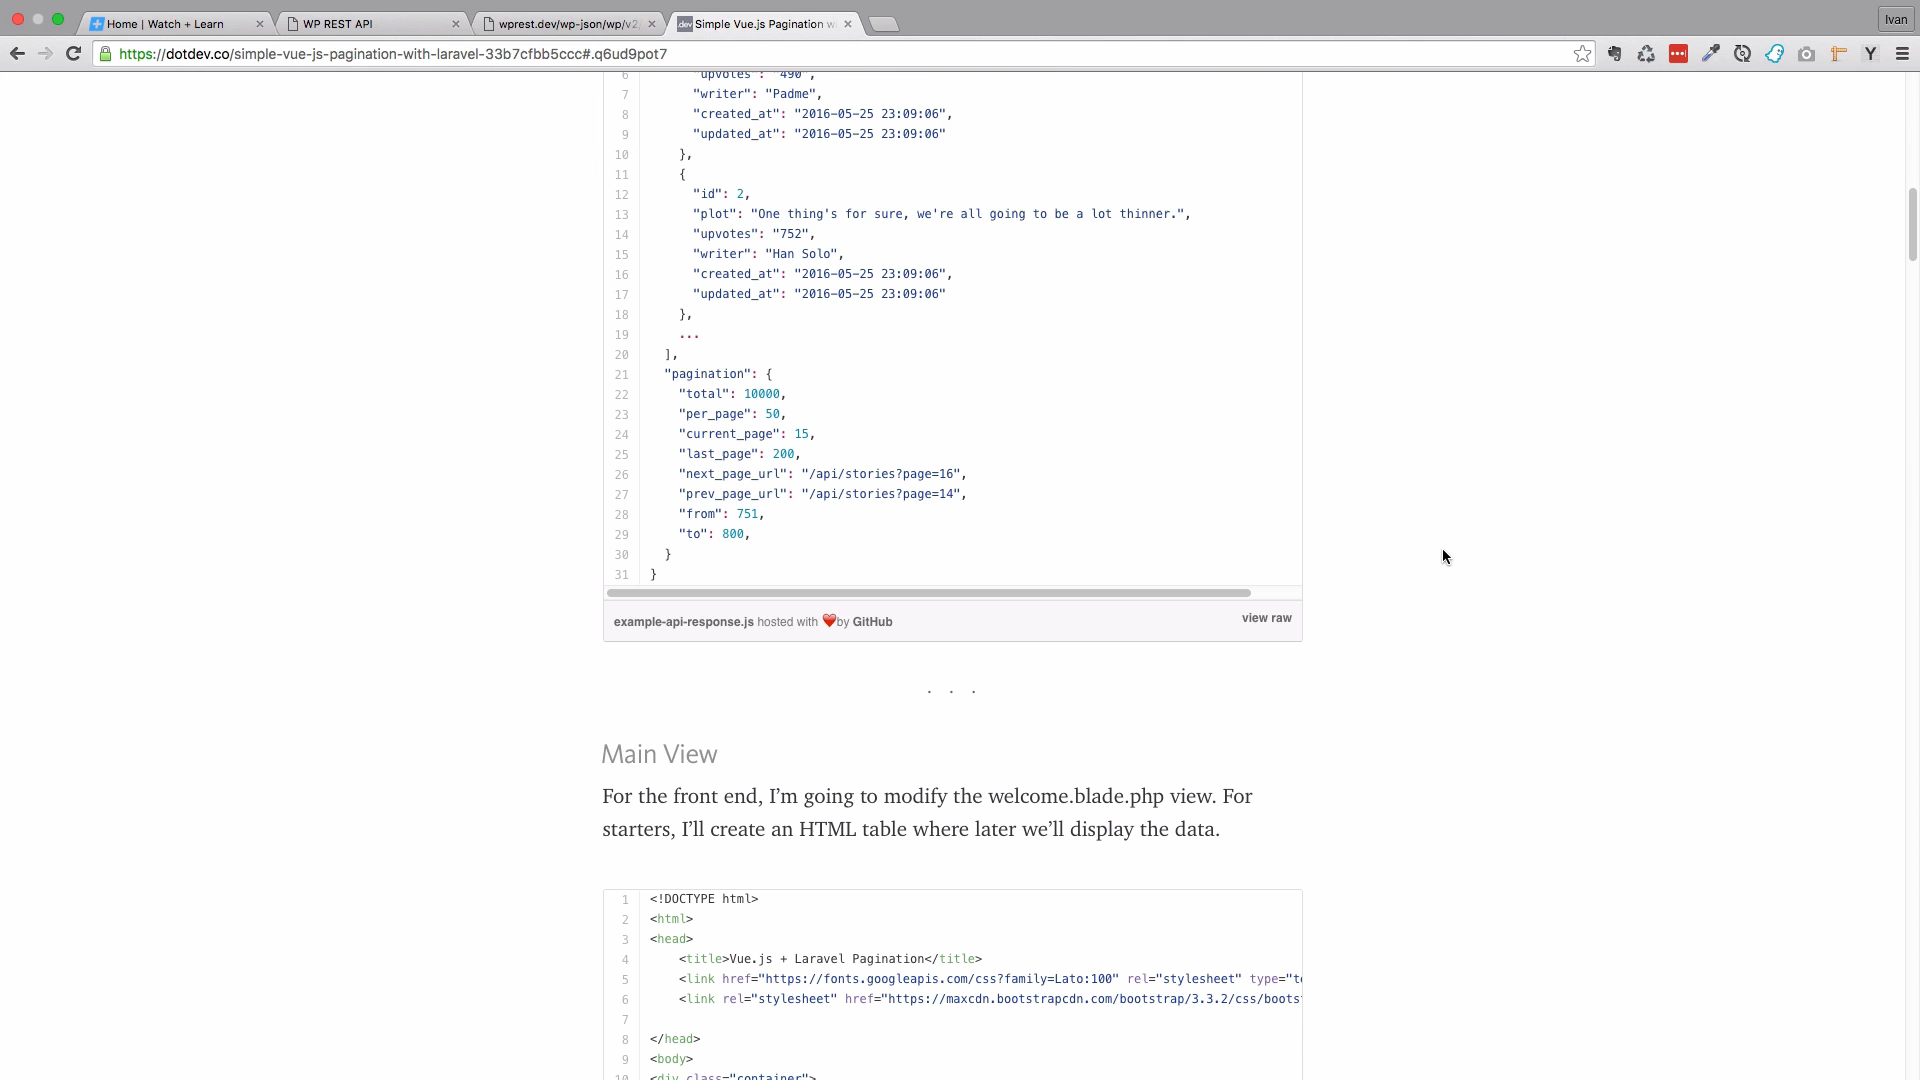 Home | Watch + Learn
WP REST API
wprest.dev/wp-json/wp/v2
Simple Vue.js Pagination w
Ivan
https://dotdev.co/simple-vue-js-pagination-with-laravel-33b7cfbb5ccc#.q6ud9pot7
6 "upvotes": "490",
7 "writer": "Padme",
8 "created_at": "2016-05-25 23:09:06",
9 "updated_at": "2016-05-25 23:09:06"
10 },
11 {
12 "id": 2,
13 "plot": "One thing's for sure, we're all going to be a lot thinner.",
14 "upvotes": "752",
15 "writer": "Han Solo",
16 "created_at": "2016-05-25 23:09:06",
17 "updated_at": "2016-05-25 23:09:06"
18 },
19 ...
20 ],
21 "pagination": {
22 "total": 10000,
23 "per_page": 50,
24 "current_page": 15,
25 "last_page": 200,
26 "next_page_url": "/api/stories?page=16",
27 "prev_page_url": "/api/stories?page=14",
28 "from": 751,
29 "to": 800,
30 }
31 }
example-api-response.js hosted with ❤ by GitHub
view raw
. . .
Main View
For the front end, I’m going to modify the welcome.blade.php view. For
starters, I’ll create an HTML table where later we’ll display the data.
1 <!DOCTYPE html>
2 <html>
3 <head>
4 <title>Vue.js + Laravel Pagination</title>
5 <link href="https://fonts.googleapis.com/css?family=Lato:100" rel="stylesheet" type="te
6 <link rel="stylesheet" href="https://maxcdn.bootstrapcdn.com/bootstrap/3.3.2/css/boots
7
8 </head>
9 <body>
10 <div class="container">